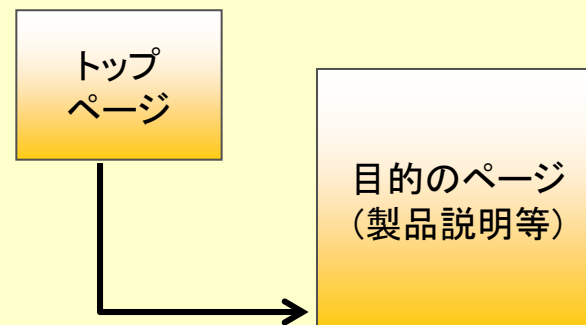 トップ
ページ
目的のページ
（製品説明等）